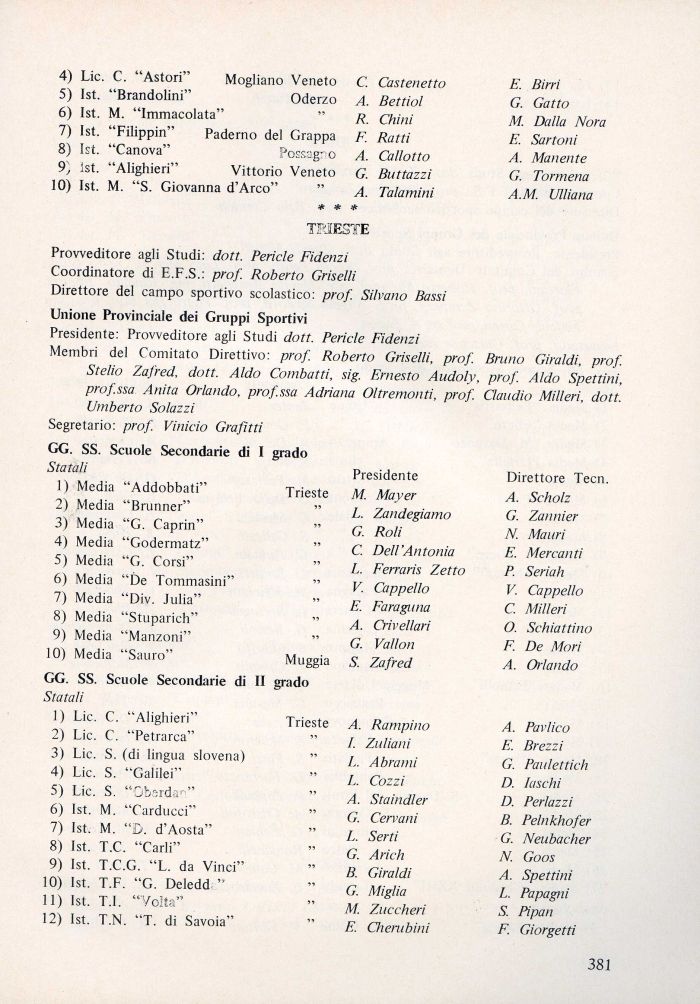 4) Lic. C. “Astori” Mogliano Veneto C. Castenetto E. Birri
5) Ist. “Brandolini” Oderzo A. Bettiol G. Gatto
6) Ist. M. “Immacolata” ” R. Chini M. Dalla Nora
7) Ist. “Filippin” Paderno del Grappa F. Ratti E. Sartoni
8) Ist. “Canova” Possagno A. Callotto A. Manente
9) Ist. “Alighieri” Vittorio Veneto G. Buttazzi G. Tormena
10) Ist. M. “S. Giovanna d’Arco” ” A. Talamini A.M. Ulliana
* * *
TRIESTE
Provveditore agli Studi: dott. Pericle Fidenzi
Coordinatore di E.F.S.: prof. Roberto Griselli
Direttore del campo sportivo scolastico: prof. Silvano Bassi
Unione Provinciale dei Gruppi Sportivi
Presidente: Provveditore agli Studi dott. Pericle Fidenzi
Membri del Comitato Direttivo: prof. Roberto Griselli, prof. Bruno Giraldi, prof.
Stelio Zafred, dott. Aldo Combatti, sig. Ernesto Audoly, prof. Aldo Spettini,
prof.ssa Anita Orlando, prof.ssa Adriana Oltremonti, prof. Claudio Milleri, dott.
Umberto Solazzi
Segretario: prof. Vinicio Grafitti
GG. SS. Scuole Secondarie di I grado
Statali Presidente Direttore Tecn.
1) Media “Addobbati” Trieste M. Mayer A. Scholz
2) Media “Brunner” ” L. Zandegiamo G. Zannier
3) Media “G. Caprin” ” G. Roli N. Mauri
4) Media “Godermatz” ” C. Dell’Antonia E. Mercanti
5) Media “G. Corsi” ” L. Ferraris Zetto P. Seriah
6) Media “De Tommasini” ” V. Cappello V. Cappello
7) Media “Div. Julia” ” E. Faraguna C. Milleri
8) Media “Stuparich” ” A. Crivellari O. Schiattino
9) Media “Manzoni” ” G. Vallon F. De Mori
10) Media “Sauro” Muggia S. Zafred A. Orlando
GG. SS. Scuole Secondarie di II grado
Statali
1) Lic. C. “Alighieri” Trieste A. Rampino A. Pavlico
2) Lic. C. “Petrarca” ” I. Zuliani E. Brezzi
3) Lic. S. (di lingua slovena) ” L. Abrami G. Paulettich
4) Lic. S. “Galilei” ” L. Cozzi D. Iaschi
5) Lic. S. “Oberdan” ” A. Staindler D. Perlazzi
6) Ist. M. “Carducci” ” G. Cervani B. Pelnkhofer
7) Ist. M. “D. d’Aosta” ” L. Serti G. Neubacher
8) Ist. T.C. “Carli” ” G. Arich N. Goos
9) Ist. T.C.G. “L. da Vinci” ” B. Giraldi A. Spettini
10) Ist. T.F. “G. Deledda” ” G. Miglia L. Papagni
11) Ist. T.I. “Volta” ” M. Zuccheri S. Pipan
12) Ist. T.N. “T. di Savoia” ” E. Cherubini F. Giorgetti
381